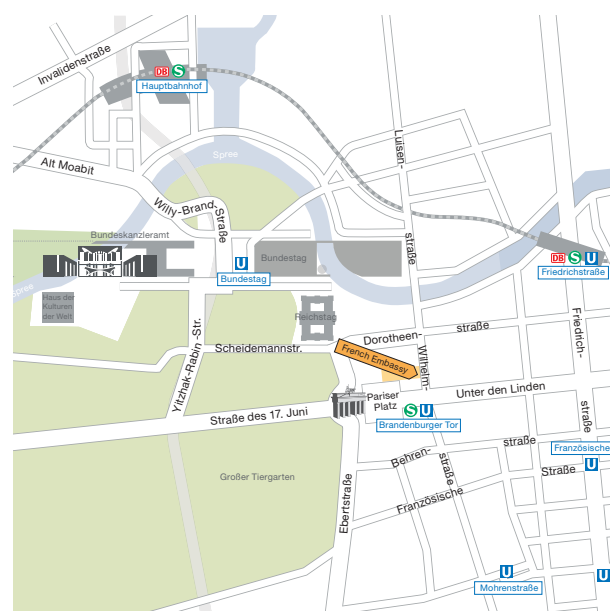 Invalidenstraße
DB S
Hauptbahnhof
Alt Moabit
Spree
Luisen-
straße
Willy-Brand-
Straße
Bundeskanzleramt
U
Bundestag
Bundestag
DB S U
Friedrichstraße
Spree
Haus der
Kulturen
der Welt
Reichstag
Yitzhak-Rabin -Str.
Scheidemannstr.
Dorotheen-
straße
French Embassy
Wilhelm-
straße
Friedrich-
straße
Pariser
Platz
Unter den Linden
S U
Brandenburger Tor
Straße des 17. Juni
Behren-
straße
Französische
Straße
Französische
U
Großer Tiergarten
Ebertstraße
U
Mohrenstraße
U